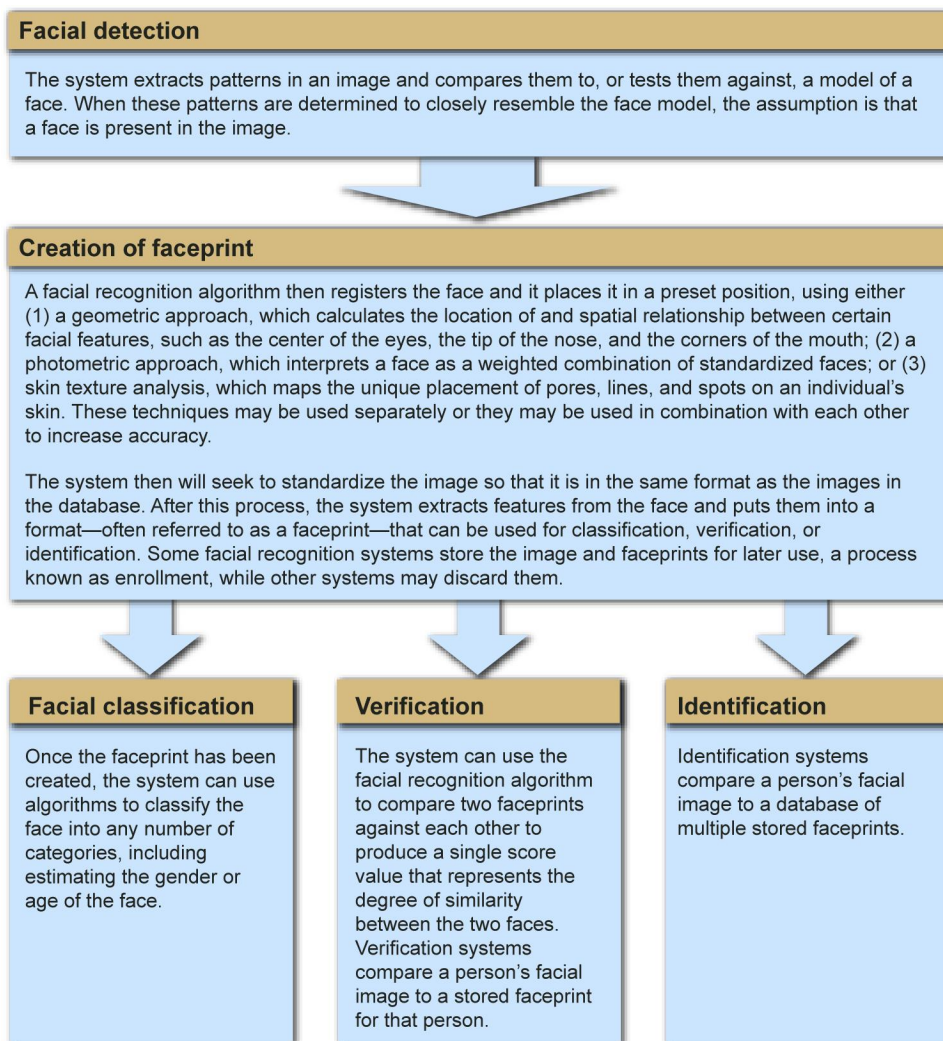 Facial detection
The system extracts patterns in an image and compares them to, or tests them against, a model of a
face. When these patterns are determined to closely resemble the face model, the assumption is that
a face is present in the image.
Creation of faceprint
A facial recognition algorithm then registers the face and it places it in a preset position, using either
(1) a geometric approach, which calculates the location of and spatial relationship between certain
facial features, such as the center of the eyes, the tip of the nose, and the corners of the mouth; (2) a
photometric approach, which interprets a face as a weighted combination of standardized faces; or (3)
skin texture analysis, which maps the unique placement of pores, lines, and spots on an individual's
skin. These techniques may be used separately or they may be used in combination with each other
to increase accuracy.
The system then will seek to standardize the image so that it is in the same format as the images in
the database. After this process, the system extracts features from the face and puts them into a
format—often referred to as a faceprint—that can be used for classification, verification, or
identification. Some facial recognition systems store the image and faceprints for later use, a process
known as enrollment, while other systems may discard them.
Facial classification
Once the faceprint has been
created, the system can use
algorithms to classify the
face into any number of
categories, including
estimating the gender or
age of the face.
Verification
The system can use the
facial recognition algorithm
to compare two faceprints
against each other to
produce a single score
value that represents the
degree of similarity
between the two faces.
Verification systems
compare a person's facial
image to a stored faceprint
for that person.
Identification
Identification systems
compare a person's facial
image to a database of
multiple stored faceprints.